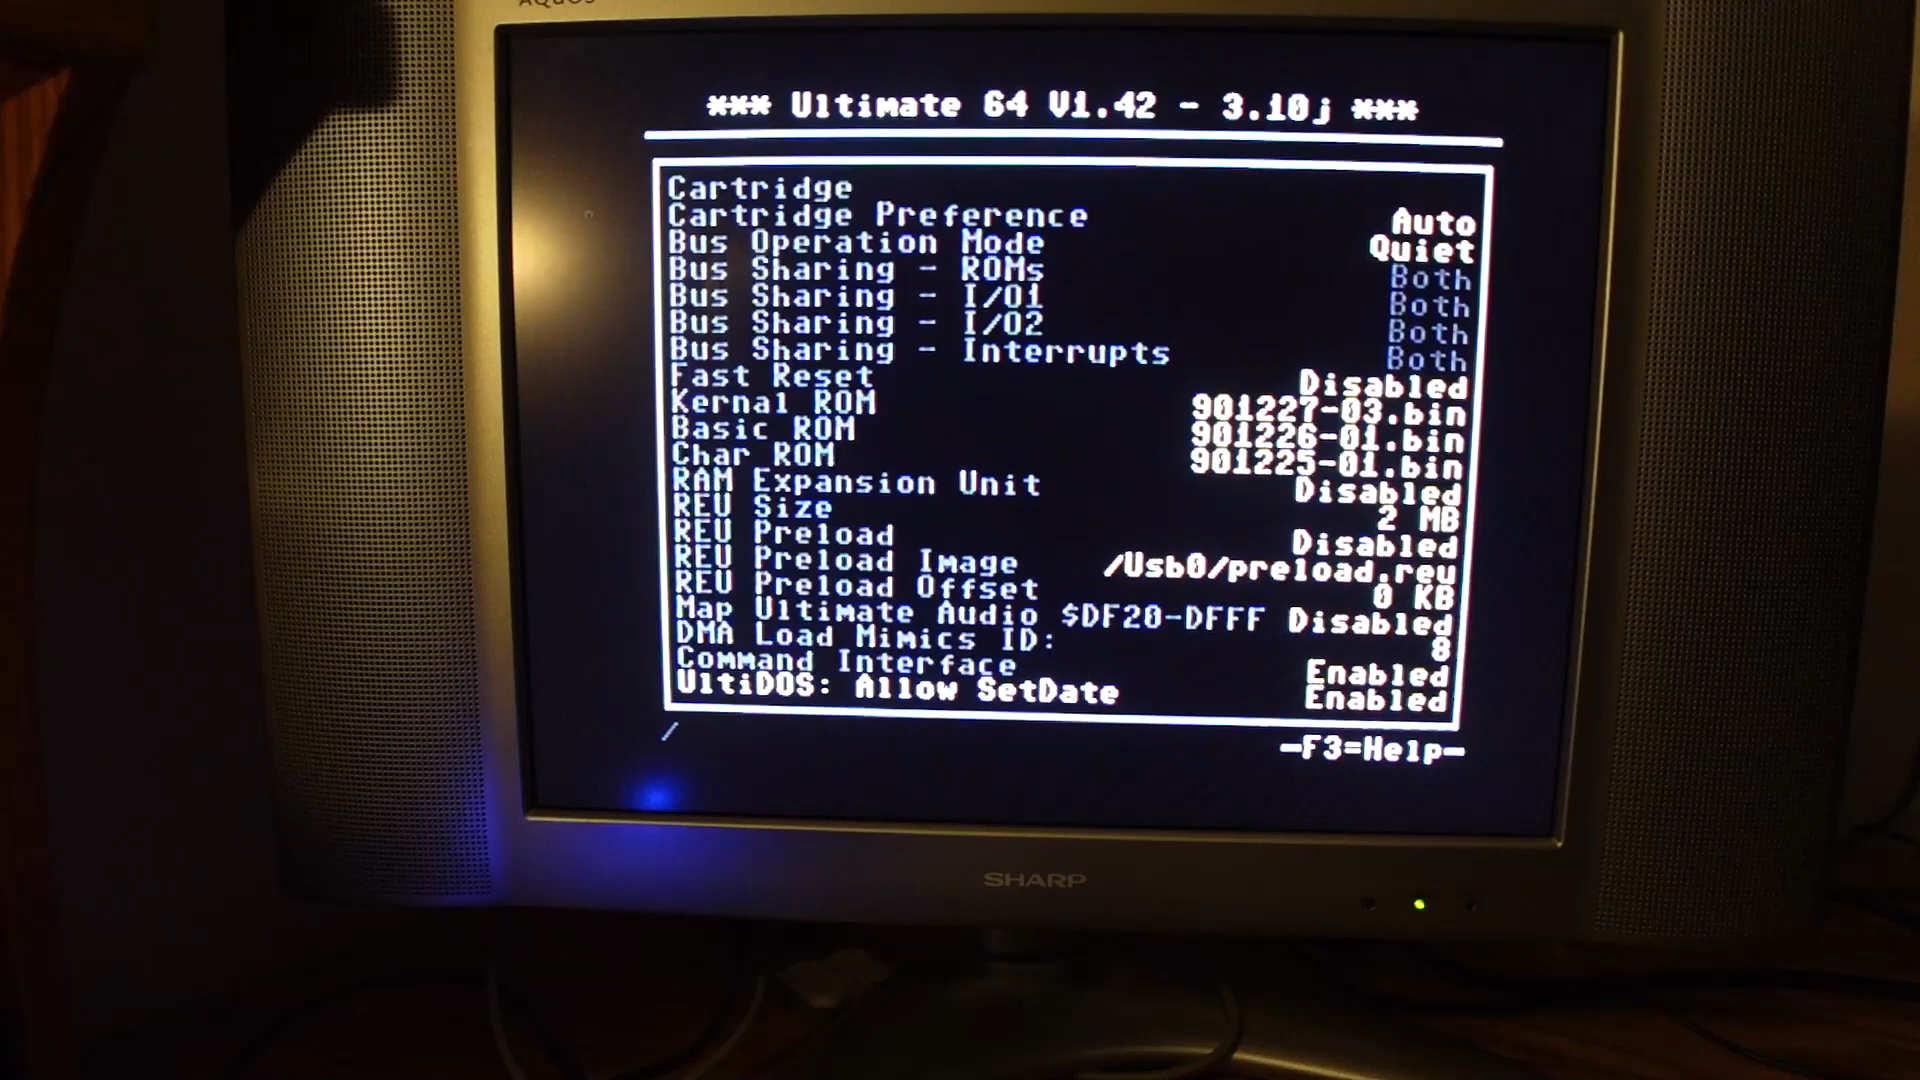 AQUOS
*** Ultimate 64 V1.42 - 3.10j ***
Cartridge
Cartridge Preference Auto
Bus Operation Mode Quiet
Bus Sharing - ROMs Both
Bus Sharing - I/O1 Both
Bus Sharing - I/O2 Both
Bus Sharing - Interrupts Both
Fast Reset Disabled
Kernal ROM 901227-03.bin
Basic ROM 901226-01.bin
Char ROM 901225-01.bin
RAM Expansion Unit Disabled
REU Size 2 MB
REU Preload Disabled
REU Preload Image /Usb0/preload.reu
REU Preload Offset 0 KB
Map Ultimate Audio $DF20-DFFF Disabled
DMA Load Mimics ID: 8
Command Interface Enabled
UltiDOS: Allow SetDate Enabled
/
-F3=Help-
SHARP